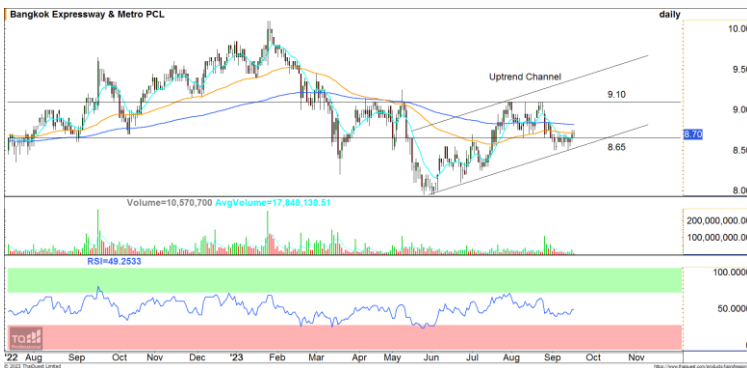 Bangkok Expressway & Metro PCL daily
10.00
Uptrend Channel
9.50
9.10
9.00
8.70
8.65
8.50
8.00
Volume=10,570,700 AvgVolume=17,840,130.51
200,000,000
100,000,000
RSI=49.2533
100.0000
50.0000
TQ
Professional
'22 Aug Sep Oct Nov Dec '23 Feb Mar Apr May Jun Jul Aug Sep Oct Nov
© 2023 ThaiQuest Limited